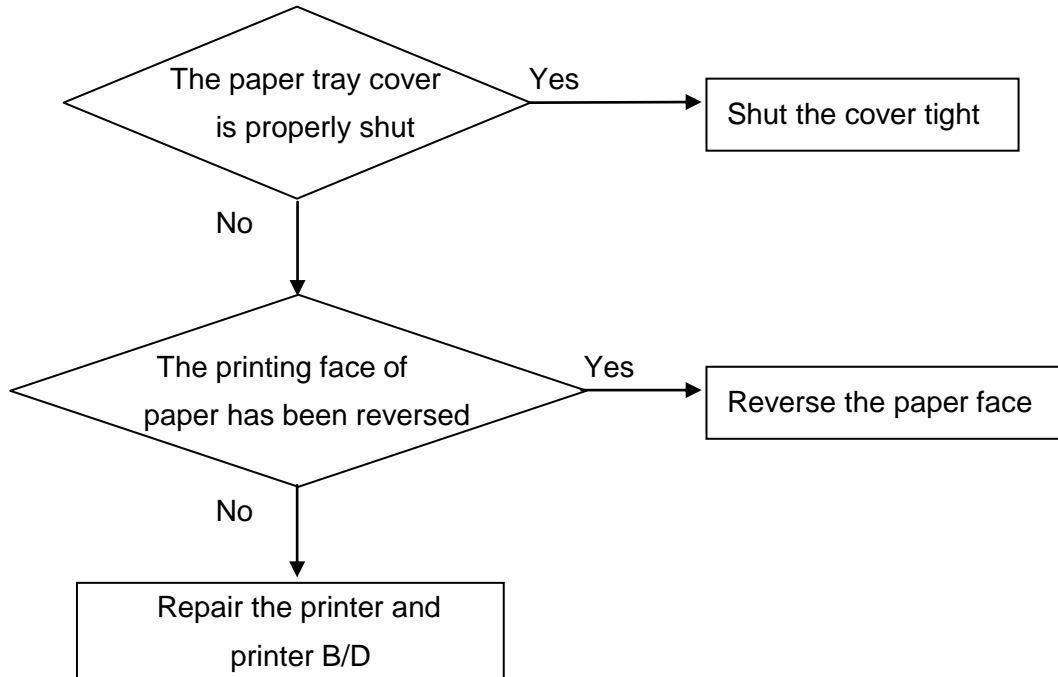 The paper tray cover
is properly shut
Yes
Shut the cover tight
No
The printing face of
paper has been reversed
Yes
Reverse the paper face
No
Repair the printer and
printer B/D